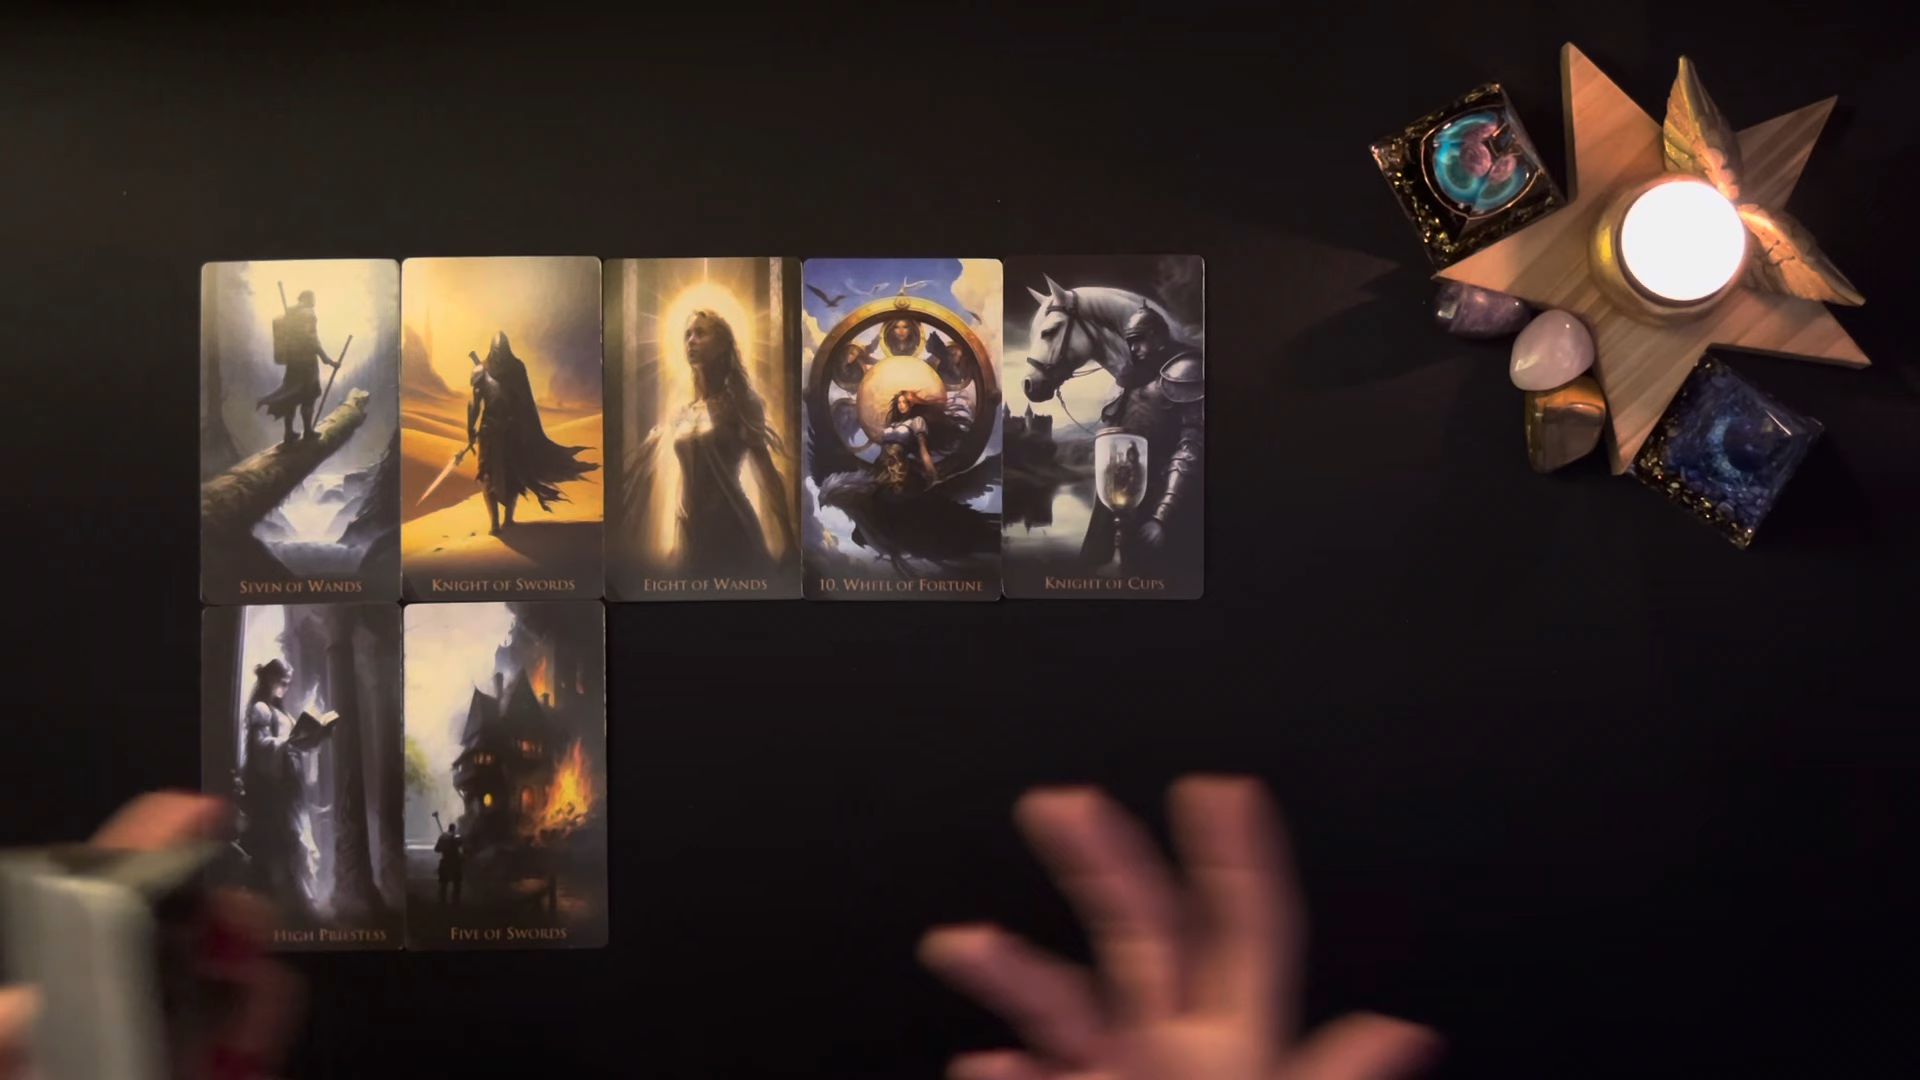 SEVEN OF WANDS
KNIGHT OF SWORDS
EIGHT OF WANDS
10. WHEEL OF FORTUNE
KNIGHT OF CUPS
HIGH PRIESTESS
FIVE OF SWORDS